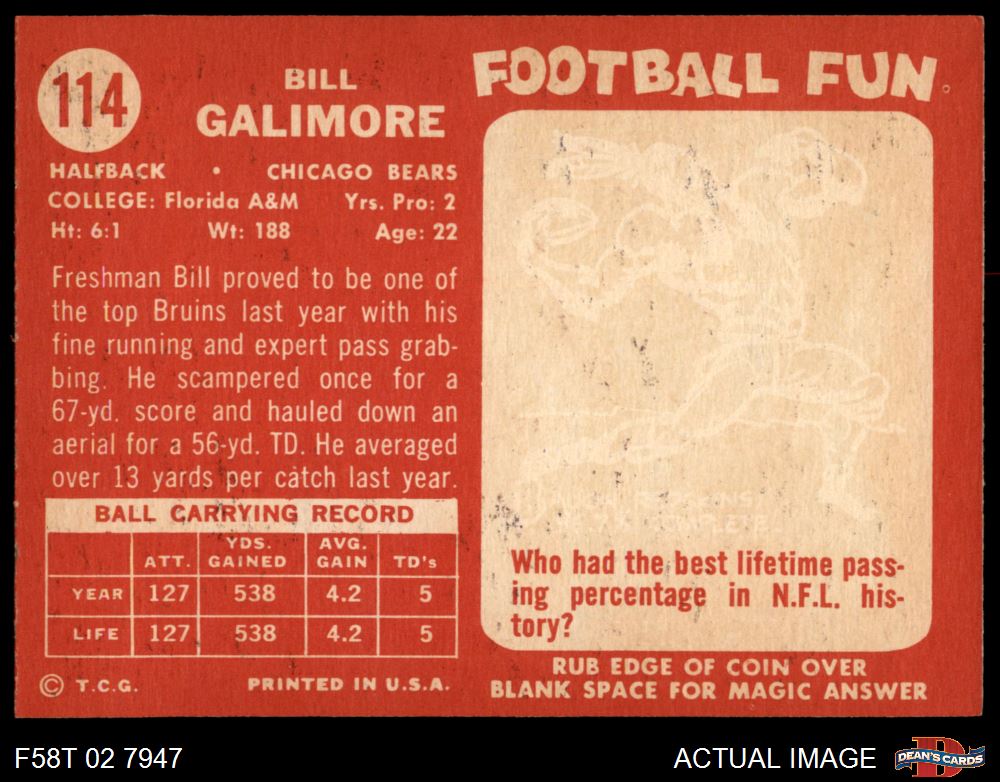 114
BILL
GALIMORE
HALFBACK • CHICAGO BEARS
COLLEGE: Florida A&M Yrs. Pro: 2
Ht: 6:1 Wt: 188 Age: 22
Freshman Bill proved to be one of
the top Bruins last year with his
fine running and expert pass grab-
bing. He scampered once for a
67-yd. score and hauled down an
aerial for a 56-yd. TD. He averaged
over 13 yards per catch last year.
BALL CARRYING RECORD
ATT. YDS. GAINED AVG. GAIN TD's
YEAR 127 538 4.2 5
LIFE 127 538 4.2 5
© T.C.G. PRINTED IN U.S.A.
FOOTBALL FUN
Who had the best lifetime pass-
ing percentage in N.F.L. his-
tory?
RUB EDGE OF COIN OVER
BLANK SPACE FOR MAGIC ANSWER
F58T 02 7947
ACTUAL IMAGE
D
DEAN'S CARDS